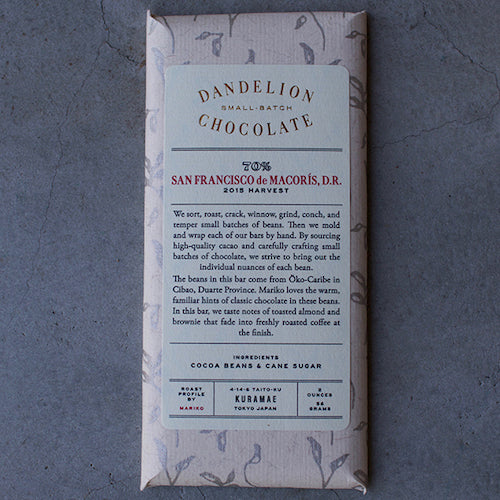 DANDELION
SMALL-BATCH
CHOCOLATE
70%
SAN FRANCISCO de MACORÍS, D.R.
2015 HARVEST
We sort, roast, crack, winnow, grind, conch, and
temper small batches of beans. Then we mold
and wrap each of our bars by hand. By sourcing
high-quality cacao and carefully crafting small
batches of chocolate, we strive to bring out the
individual nuances of each bean.
The beans in this bar come from Öko-Caribe in
Cibao, Duarte Province. Mariko loves the warm,
familiar hints of classic chocolate in these beans.
In this bar, we taste notes of toasted almond and
brownie that fade into freshly roasted coffee at
the finish.
INGREDIENTS
COCOA BEANS & CANE SUGAR
ROAST
PROFILE
BY
MARIKO
4-14-6 TAITO-KU
KURAMAE
TOKYO JAPAN
2
OUNCES
56
GRAMS